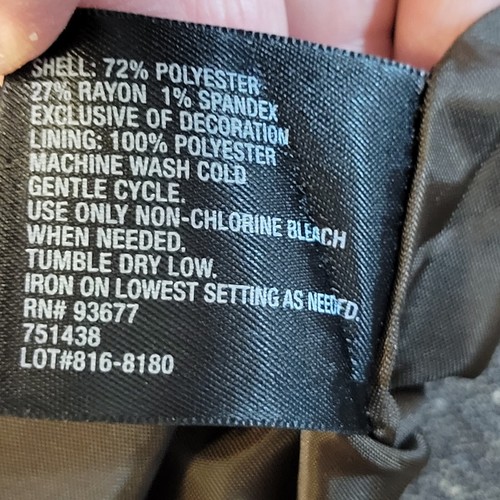 SHELL: 72% POLYESTER
27% RAYON 1% SPANDEX
EXCLUSIVE OF DECORATION
LINING: 100% POLYESTER
MACHINE WASH COLD
GENTLE CYCLE.
USE ONLY NON-CHLORINE BLEACH
WHEN NEEDED.
TUMBLE DRY LOW.
IRON ON LOWEST SETTING AS NEEDED.
RN# 93677
751438
LOT#816-8180